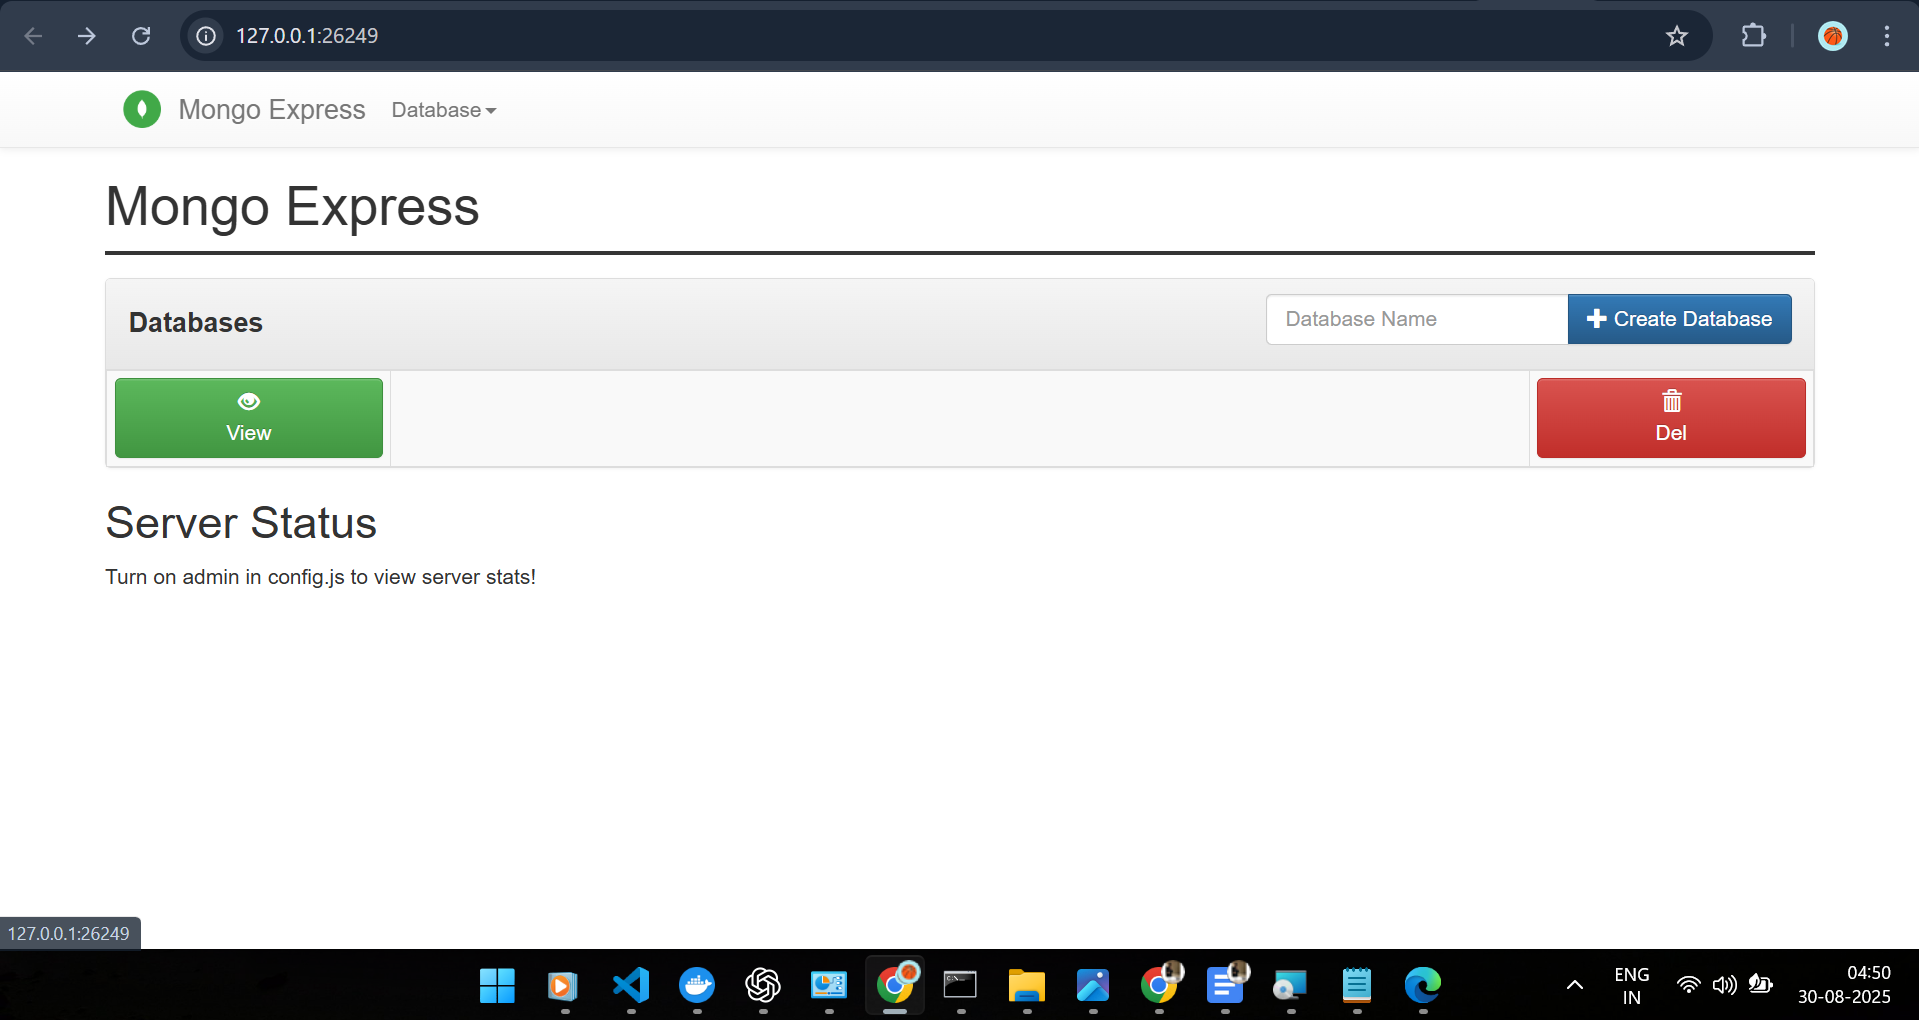 127.0.0.1:26249
Mongo Express Database
Mongo Express
Databases
Database Name
Create Database
View
Del
Server Status
Turn on admin in config.js to view server stats!
127.0.0.1:26249
ENG
IN
04:50
30-08-2025